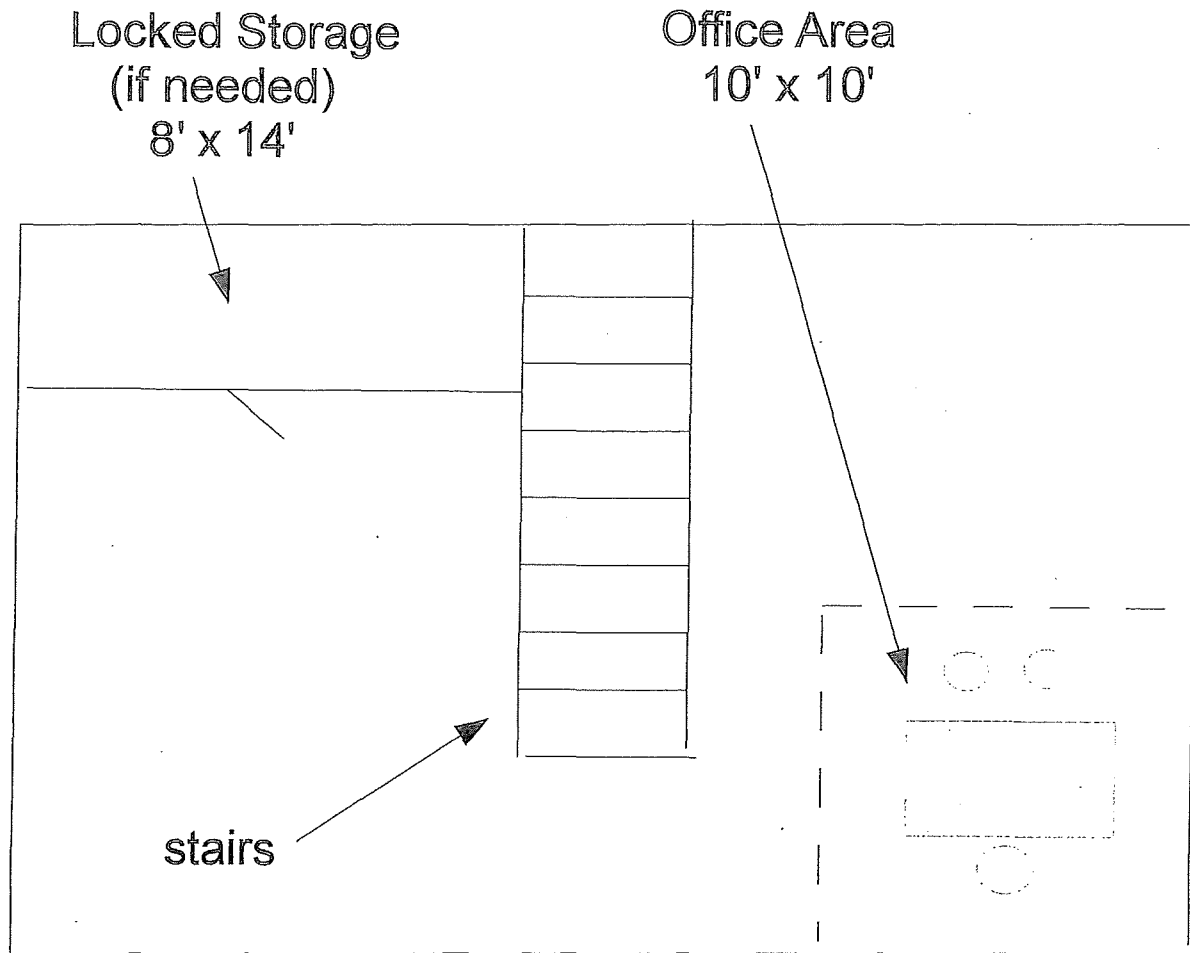 Locked Storage
(if needed)
8' x 14'
Office Area
10' x 10'
stairs